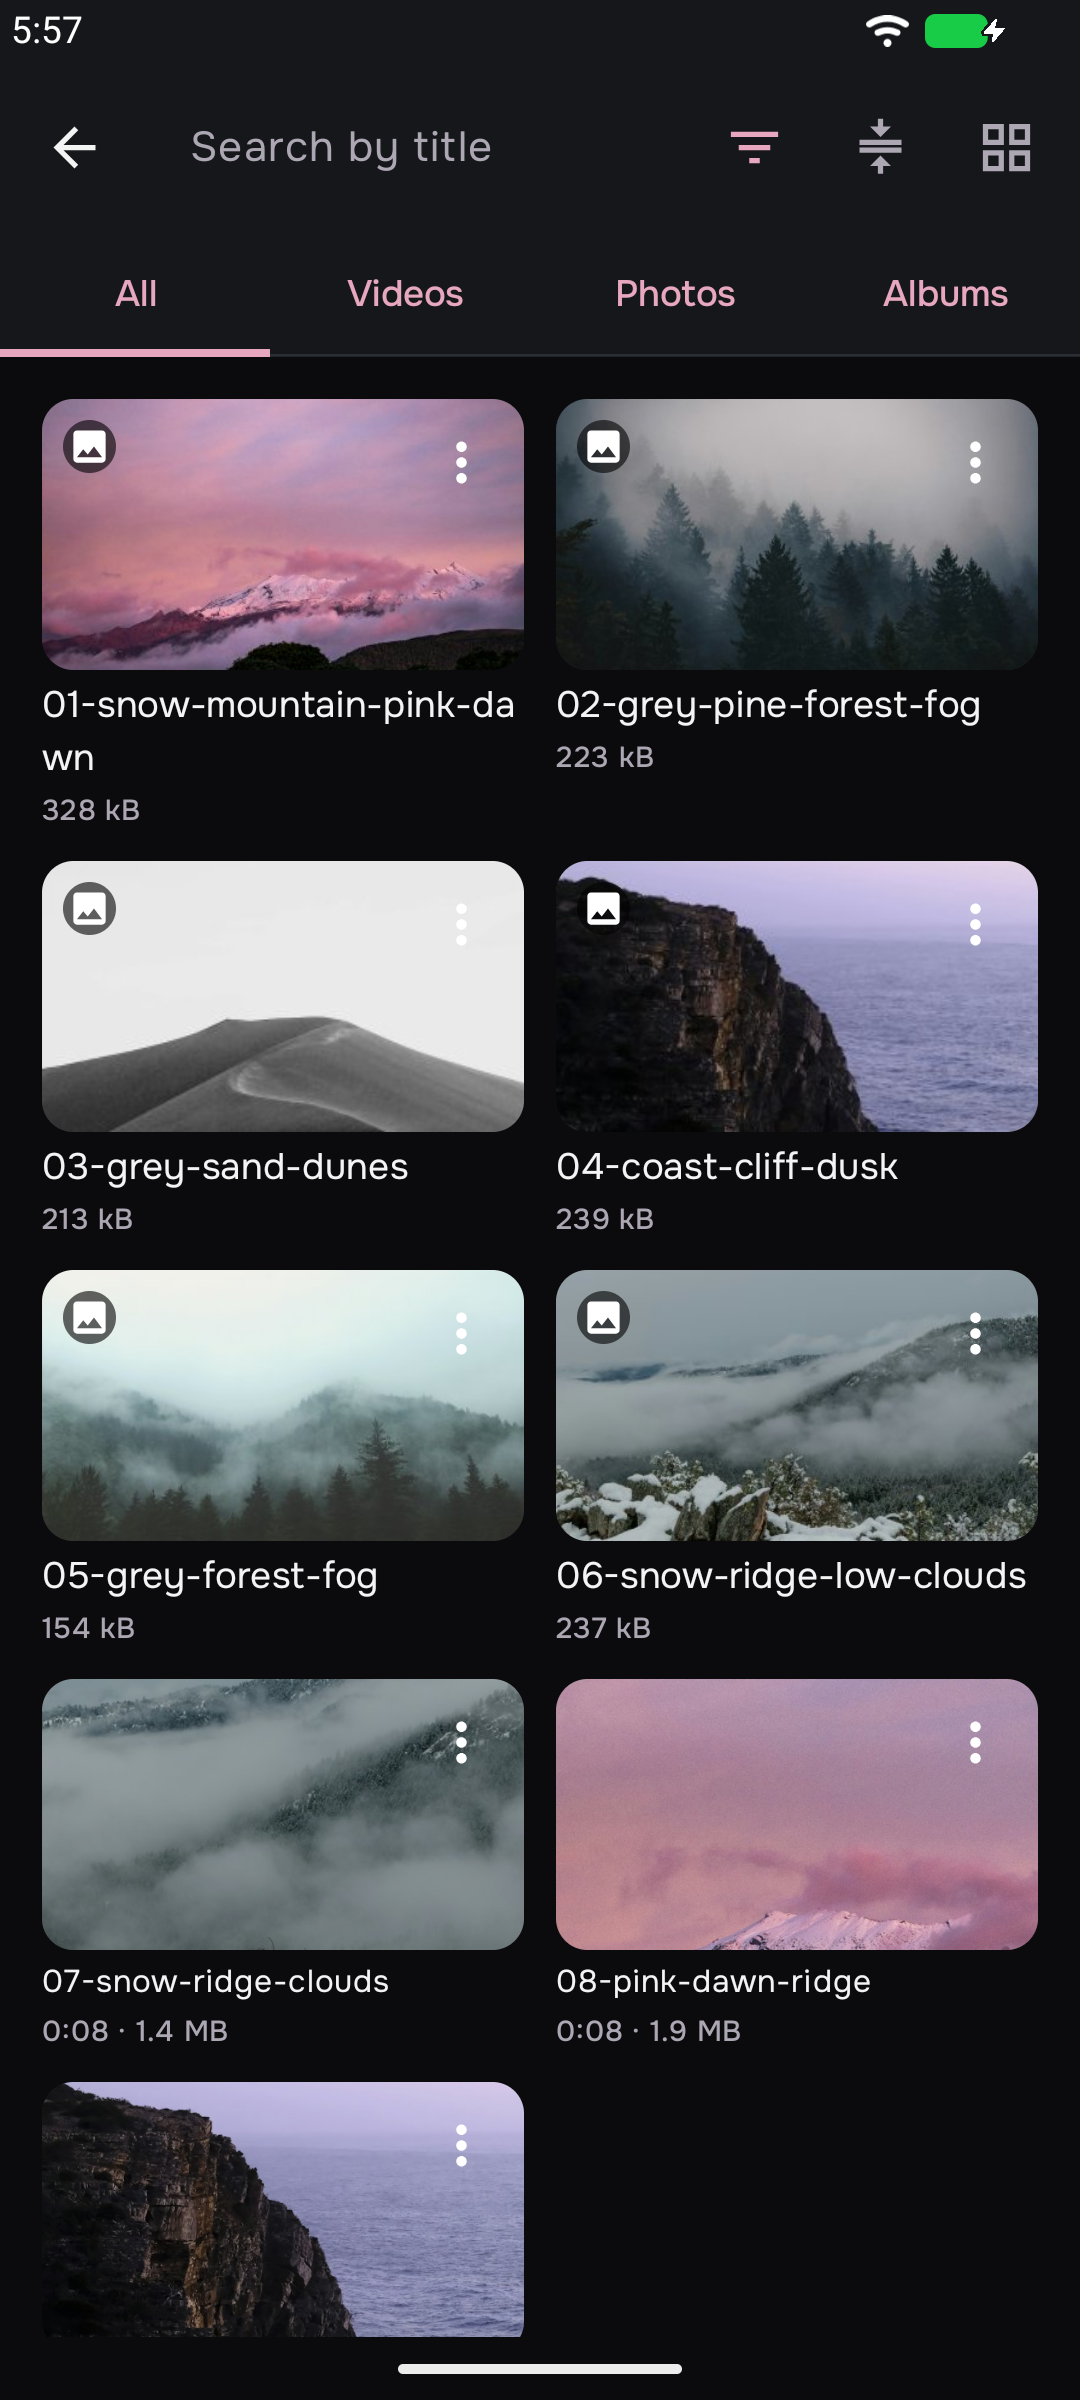 5:57
Search by title
All
Videos
Photos
Albums
01-snow-mountain-pink-da
wn
328 kB
02-grey-pine-forest-fog
223 kB
03-grey-sand-dunes
213 kB
04-coast-cliff-dusk
239 kB
05-grey-forest-fog
154 kB
06-snow-ridge-low-clouds
237 kB
07-snow-ridge-clouds
0:08 · 1.4 MB
08-pink-dawn-ridge
0:08 · 1.9 MB